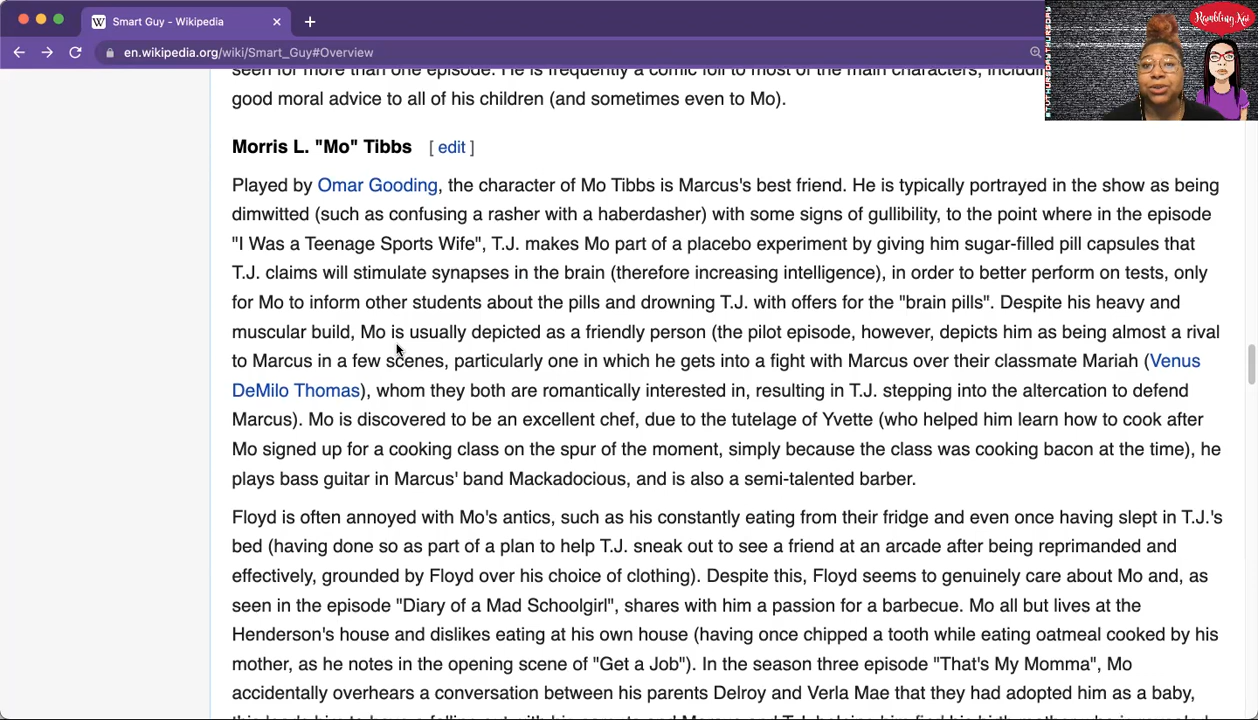 Smart Guy - Wikipedia
en.wikipedia.org/wiki/Smart_Guy#Overview
Rambling Kai
seen for more than one episode. He is frequently a comic foil to most of the main characters,
good moral advice to all of his children (and sometimes even to Mo).
Morris L. "Mo" Tibbs [ edit ]
Played by Omar Gooding, the character of Mo Tibbs is Marcus's best friend. He is typically portrayed in the show as being
dimwitted (such as confusing a rasher with a haberdasher) with some signs of gullibility, to the point where in the episode
"I Was a Teenage Sports Wife", T.J. makes Mo part of a placebo experiment by giving him sugar-filled pill capsules that
T.J. claims will stimulate synapses in the brain (therefore increasing intelligence), in order to better perform on tests, only
for Mo to inform other students about the pills and drowning T.J. with offers for the "brain pills". Despite his heavy and
muscular build, Mo is usually depicted as a friendly person (the pilot episode, however, depicts him as being almost a rival
to Marcus in a few scenes, particularly one in which he gets into a fight with Marcus over their classmate Mariah (Venus
DeMilo Thomas), whom they both are romantically interested in, resulting in T.J. stepping into the altercation to defend
Marcus). Mo is discovered to be an excellent chef, due to the tutelage of Yvette (who helped him learn how to cook after
Mo signed up for a cooking class on the spur of the moment, simply because the class was cooking bacon at the time), he
plays bass guitar in Marcus' band Mackadocious, and is also a semi-talented barber.
Floyd is often annoyed with Mo's antics, such as his constantly eating from their fridge and even once having slept in T.J.'s
bed (having done so as part of a plan to help T.J. sneak out to see a friend at an arcade after being reprimanded and
effectively, grounded by Floyd over his choice of clothing). Despite this, Floyd seems to genuinely care about Mo and, as
seen in the episode "Diary of a Mad Schoolgirl", shares with him a passion for a barbecue. Mo all but lives at the
Henderson's house and dislikes eating at his own house (having once chipped a tooth while eating oatmeal cooked by his
mother, as he notes in the opening scene of "Get a Job"). In the season three episode "That's My Momma", Mo
accidentally overhears a conversation between his parents Delroy and Verla Mae that they had adopted him as a baby,